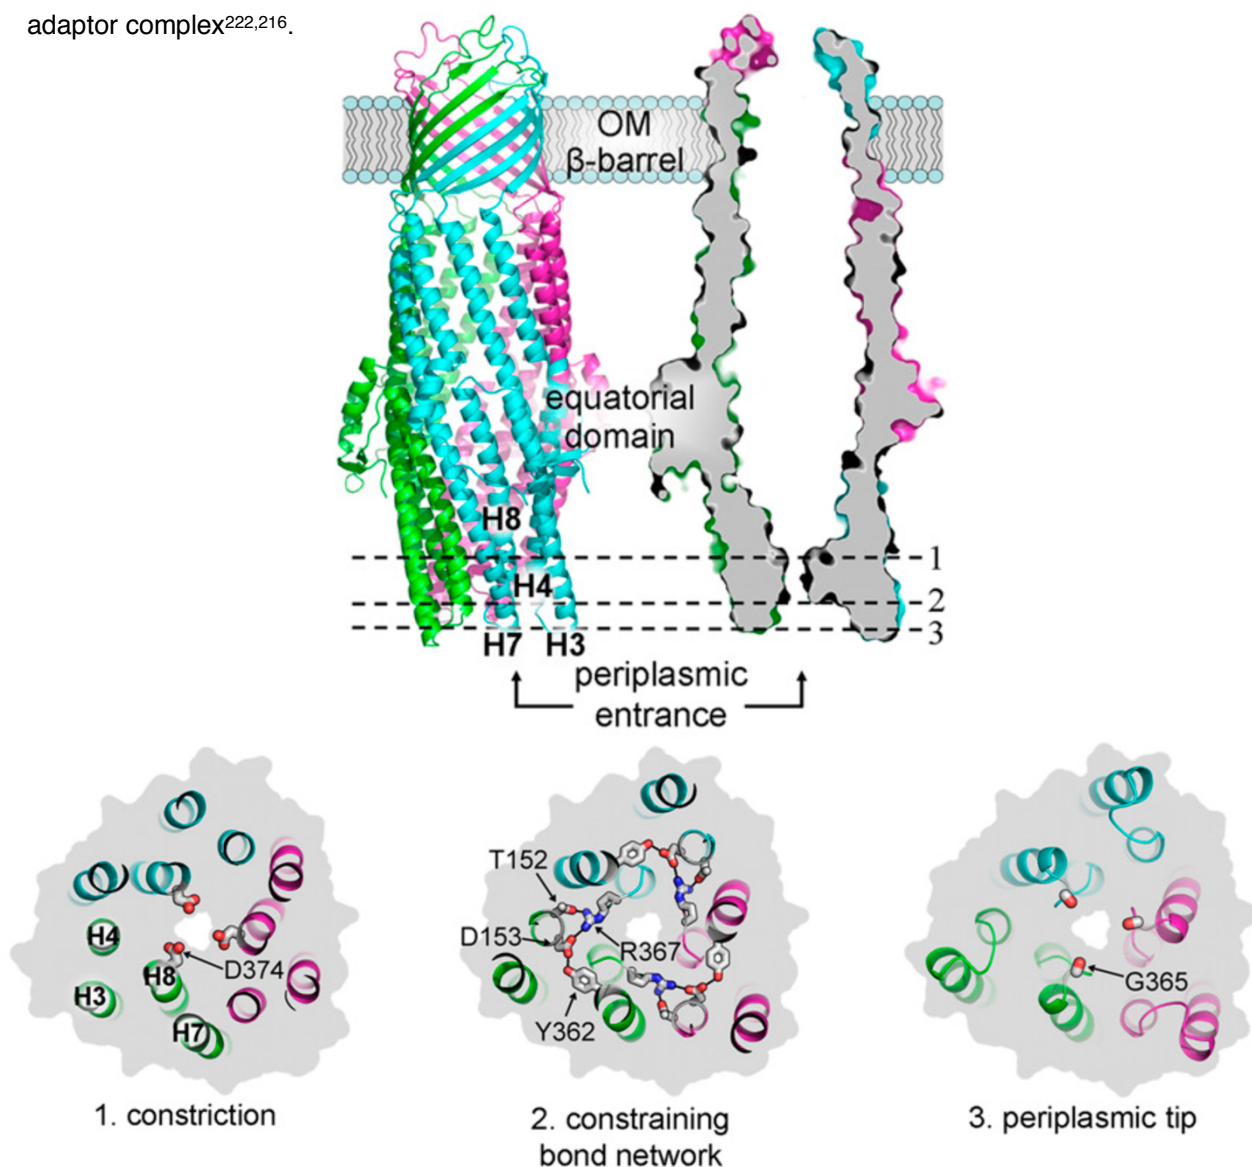 adaptor complex²²²,²¹⁶.
OM
β-barrel
equatorial
domain
H8
1
H4
2
3
H7 H3
periplasmic
entrance
T152
D153
R367
Y362
H4
H8
D374
H3
H7
G365
1. constriction
2. constraining
bond network
3. periplasmic tip